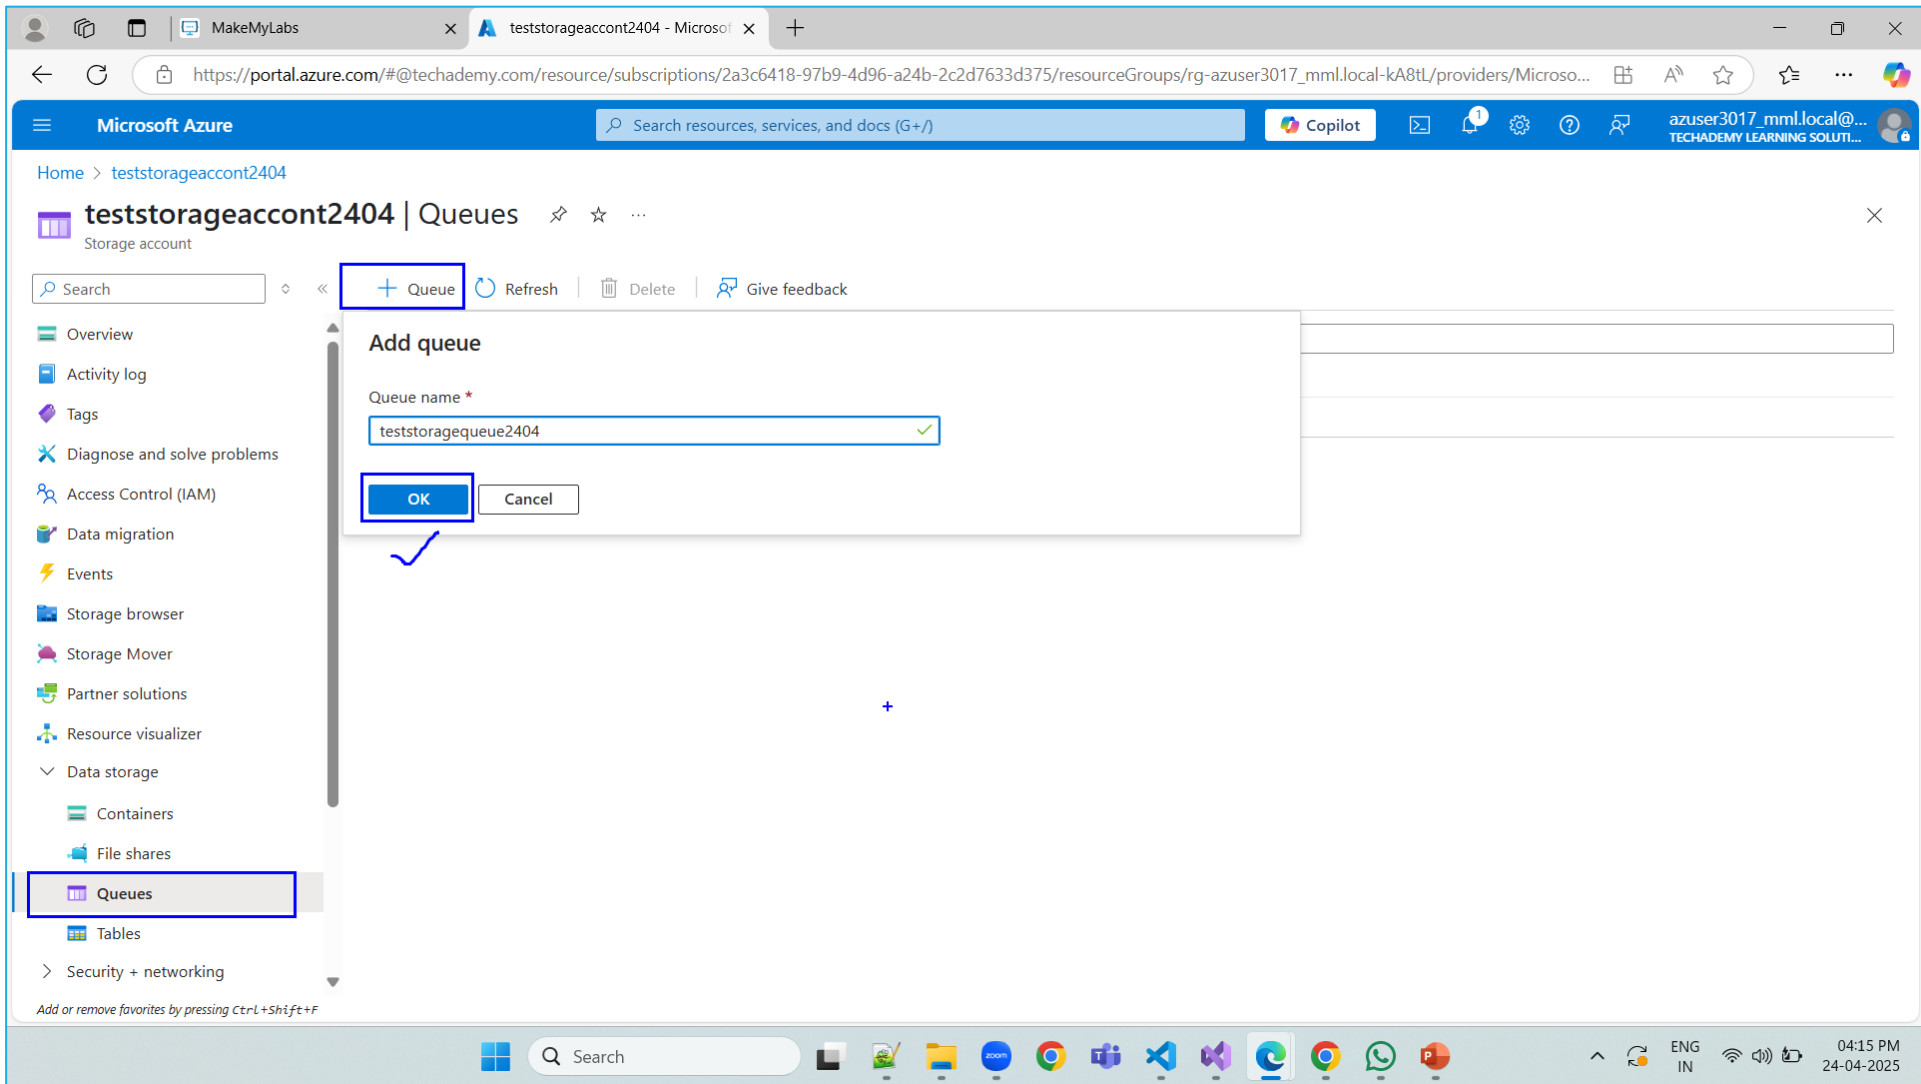 MakeMyLabs
teststorageaccont2404 - Microsof
https://portal.azure.com/#@techademy.com/resource/subscriptions/2a3c6418-97b9-4d96-a24b-2c2d7633d375/resourceGroups/rg-azuser3017_mml.local-kA8tL/providers/Microso...
Microsoft Azure
Search resources, services, and docs (G+/)
Copilot
1
azuser3017_mml.local@...
TECHADEMY LEARNING SOLUTI...
Home > teststorageaccont2404
teststorageaccont2404 | Queues
Storage account
Search
Queue
Refresh
Delete
Give feedback
Overview
Activity log
Tags
Diagnose and solve problems
Access Control (IAM)
Data migration
Events
Storage browser
Storage Mover
Partner solutions
Resource visualizer
Data storage
Containers
File shares
Queues
Tables
Security + networking
Add or remove favorites by pressing Ctrl+Shift+F
Add queue
Queue name *
teststoragequeue2404
OK
Cancel
Search
zoom
ENG
IN
04:15 PM
24-04-2025